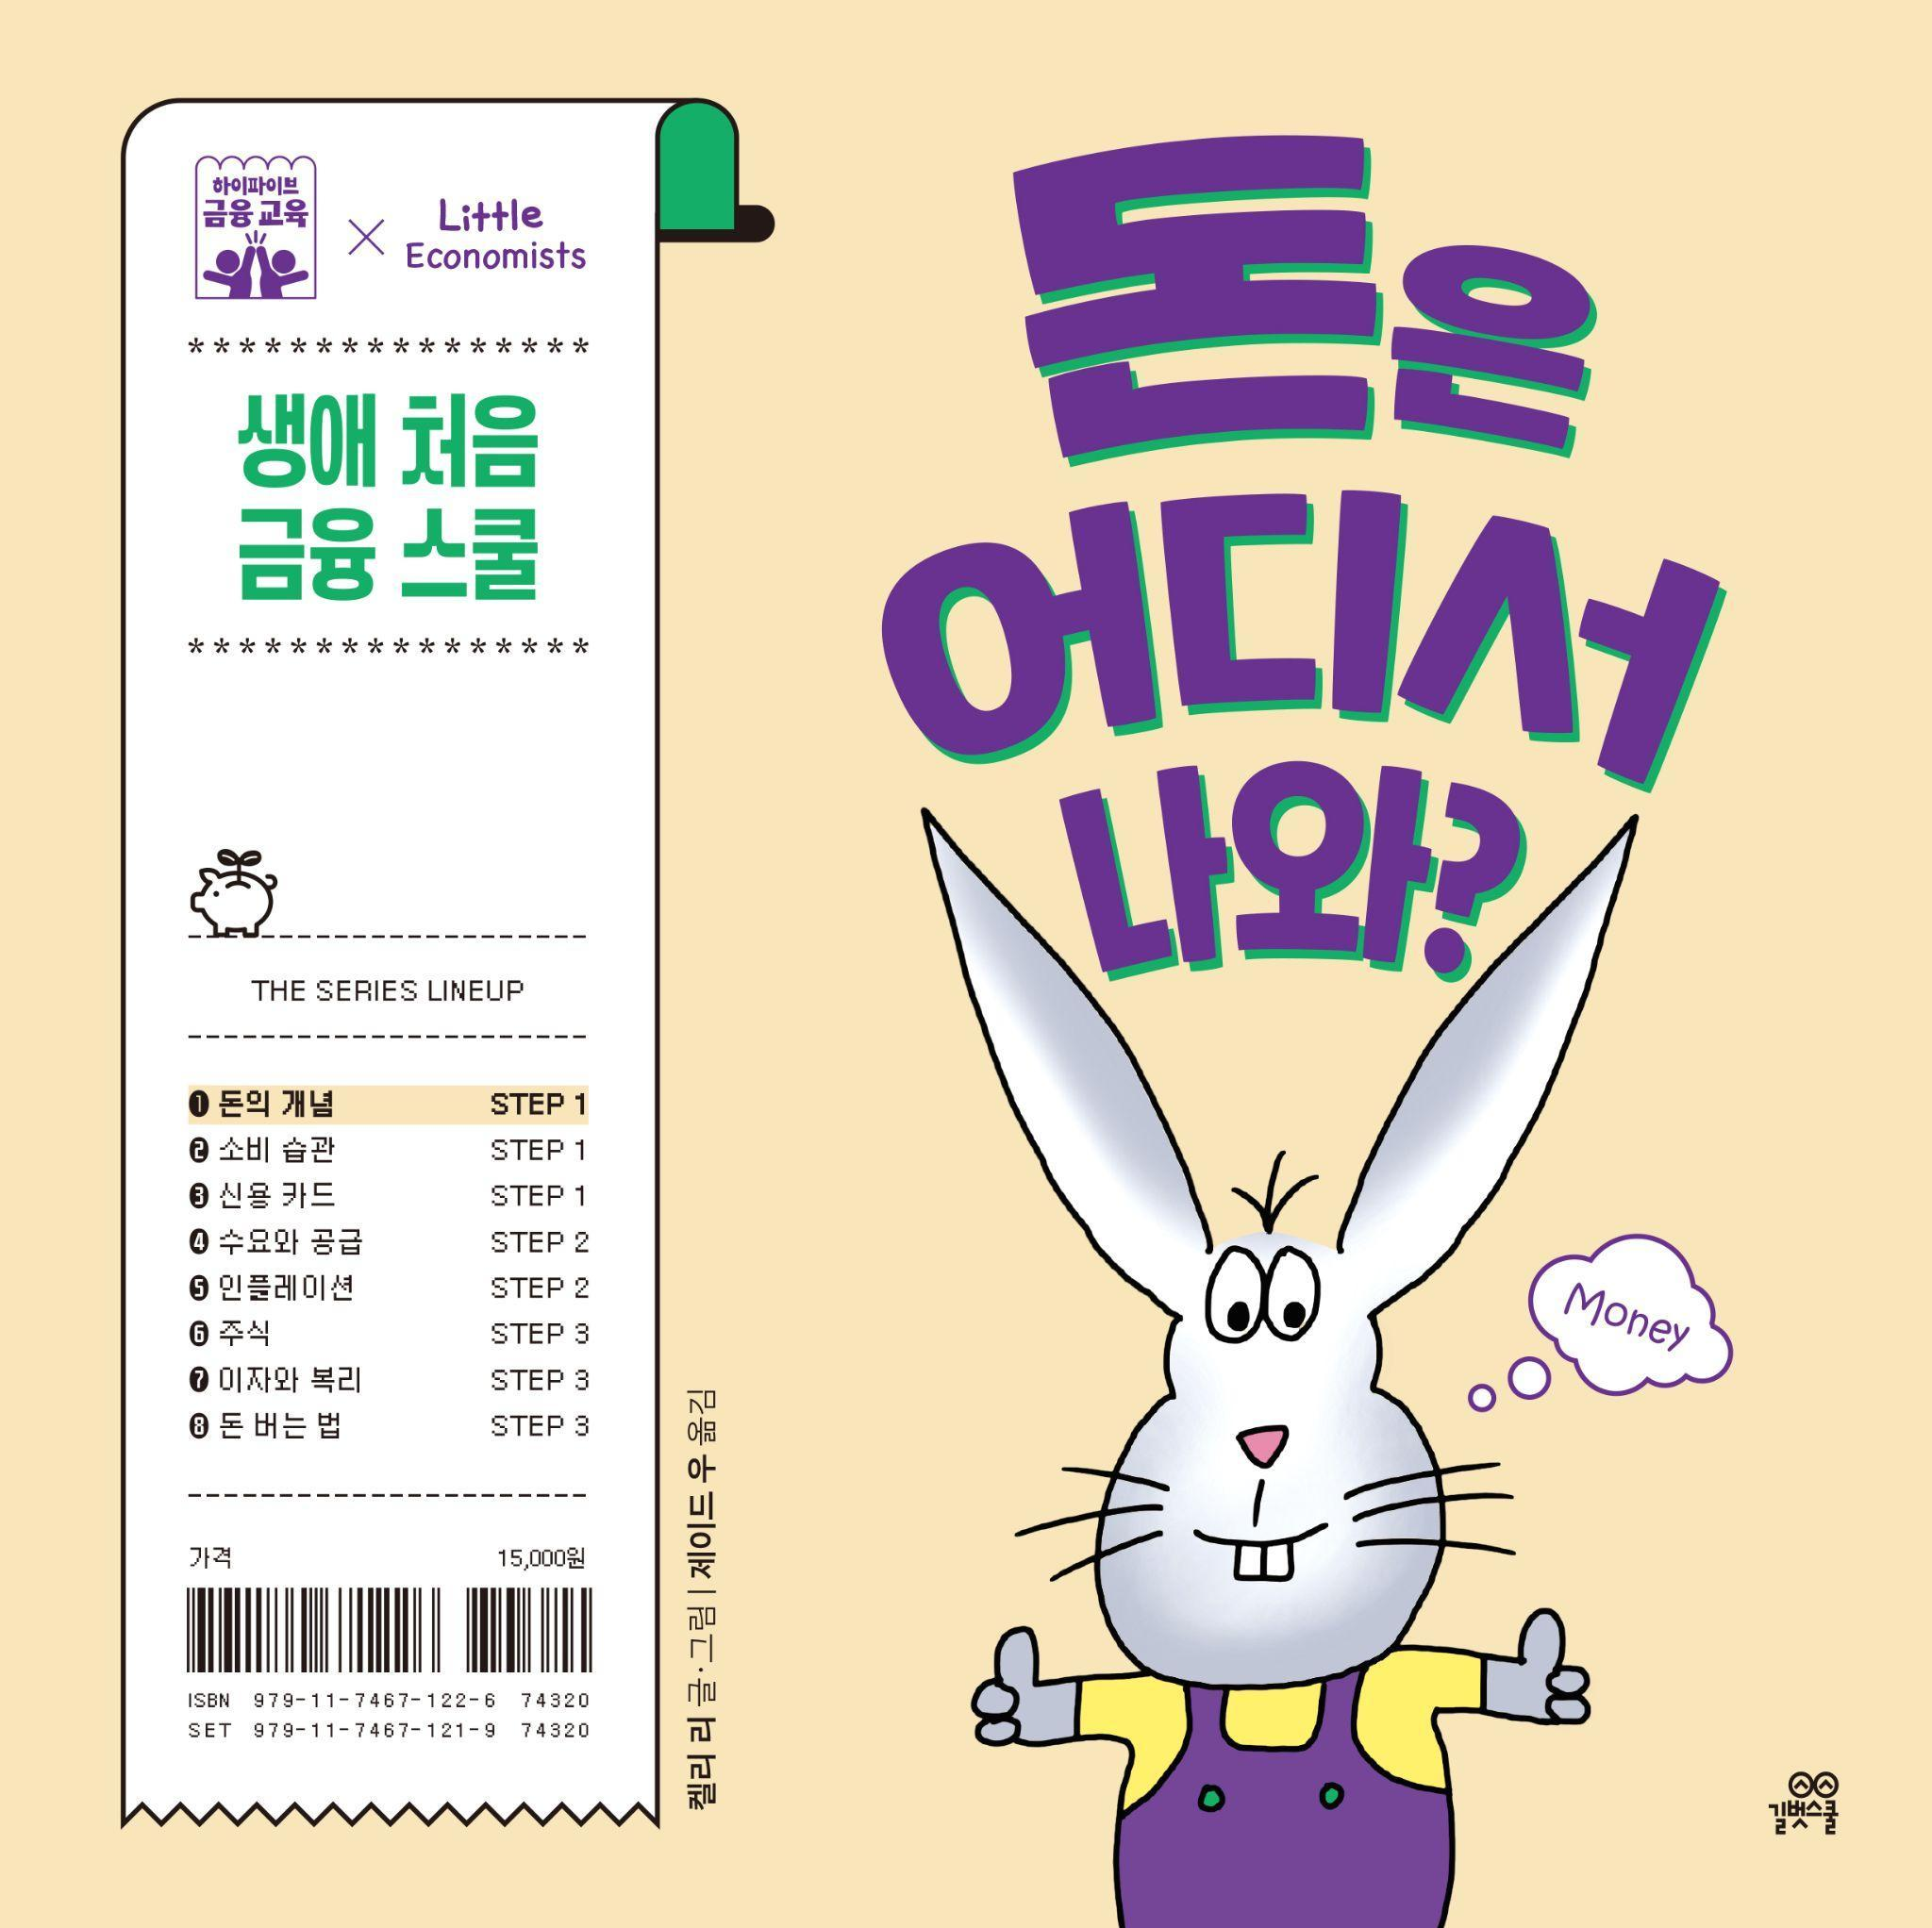 하이파이브
금융 교육
×
Little
Economists
****************
생애 처음
금융 스쿨
****************
THE SERIES LINEUP
❶ 돈의 개념 STEP 1
❷ 소비 습관 STEP 1
❸ 신용 카드 STEP 1
❹ 수요와 공급 STEP 2
❺ 인플레이션 STEP 2
❻ 주식 STEP 3
❼ 이자와 복리 STEP 3
❽ 돈 버는 법 STEP 3
가격 15,000원
ISBN 979-11-7467-122-6 74320
SET 979-11-7467-121-9 74320
켈리 리 글·그림 | 제이드 우 옮김
돈은
어디서
나와?
Money
길벗스쿨